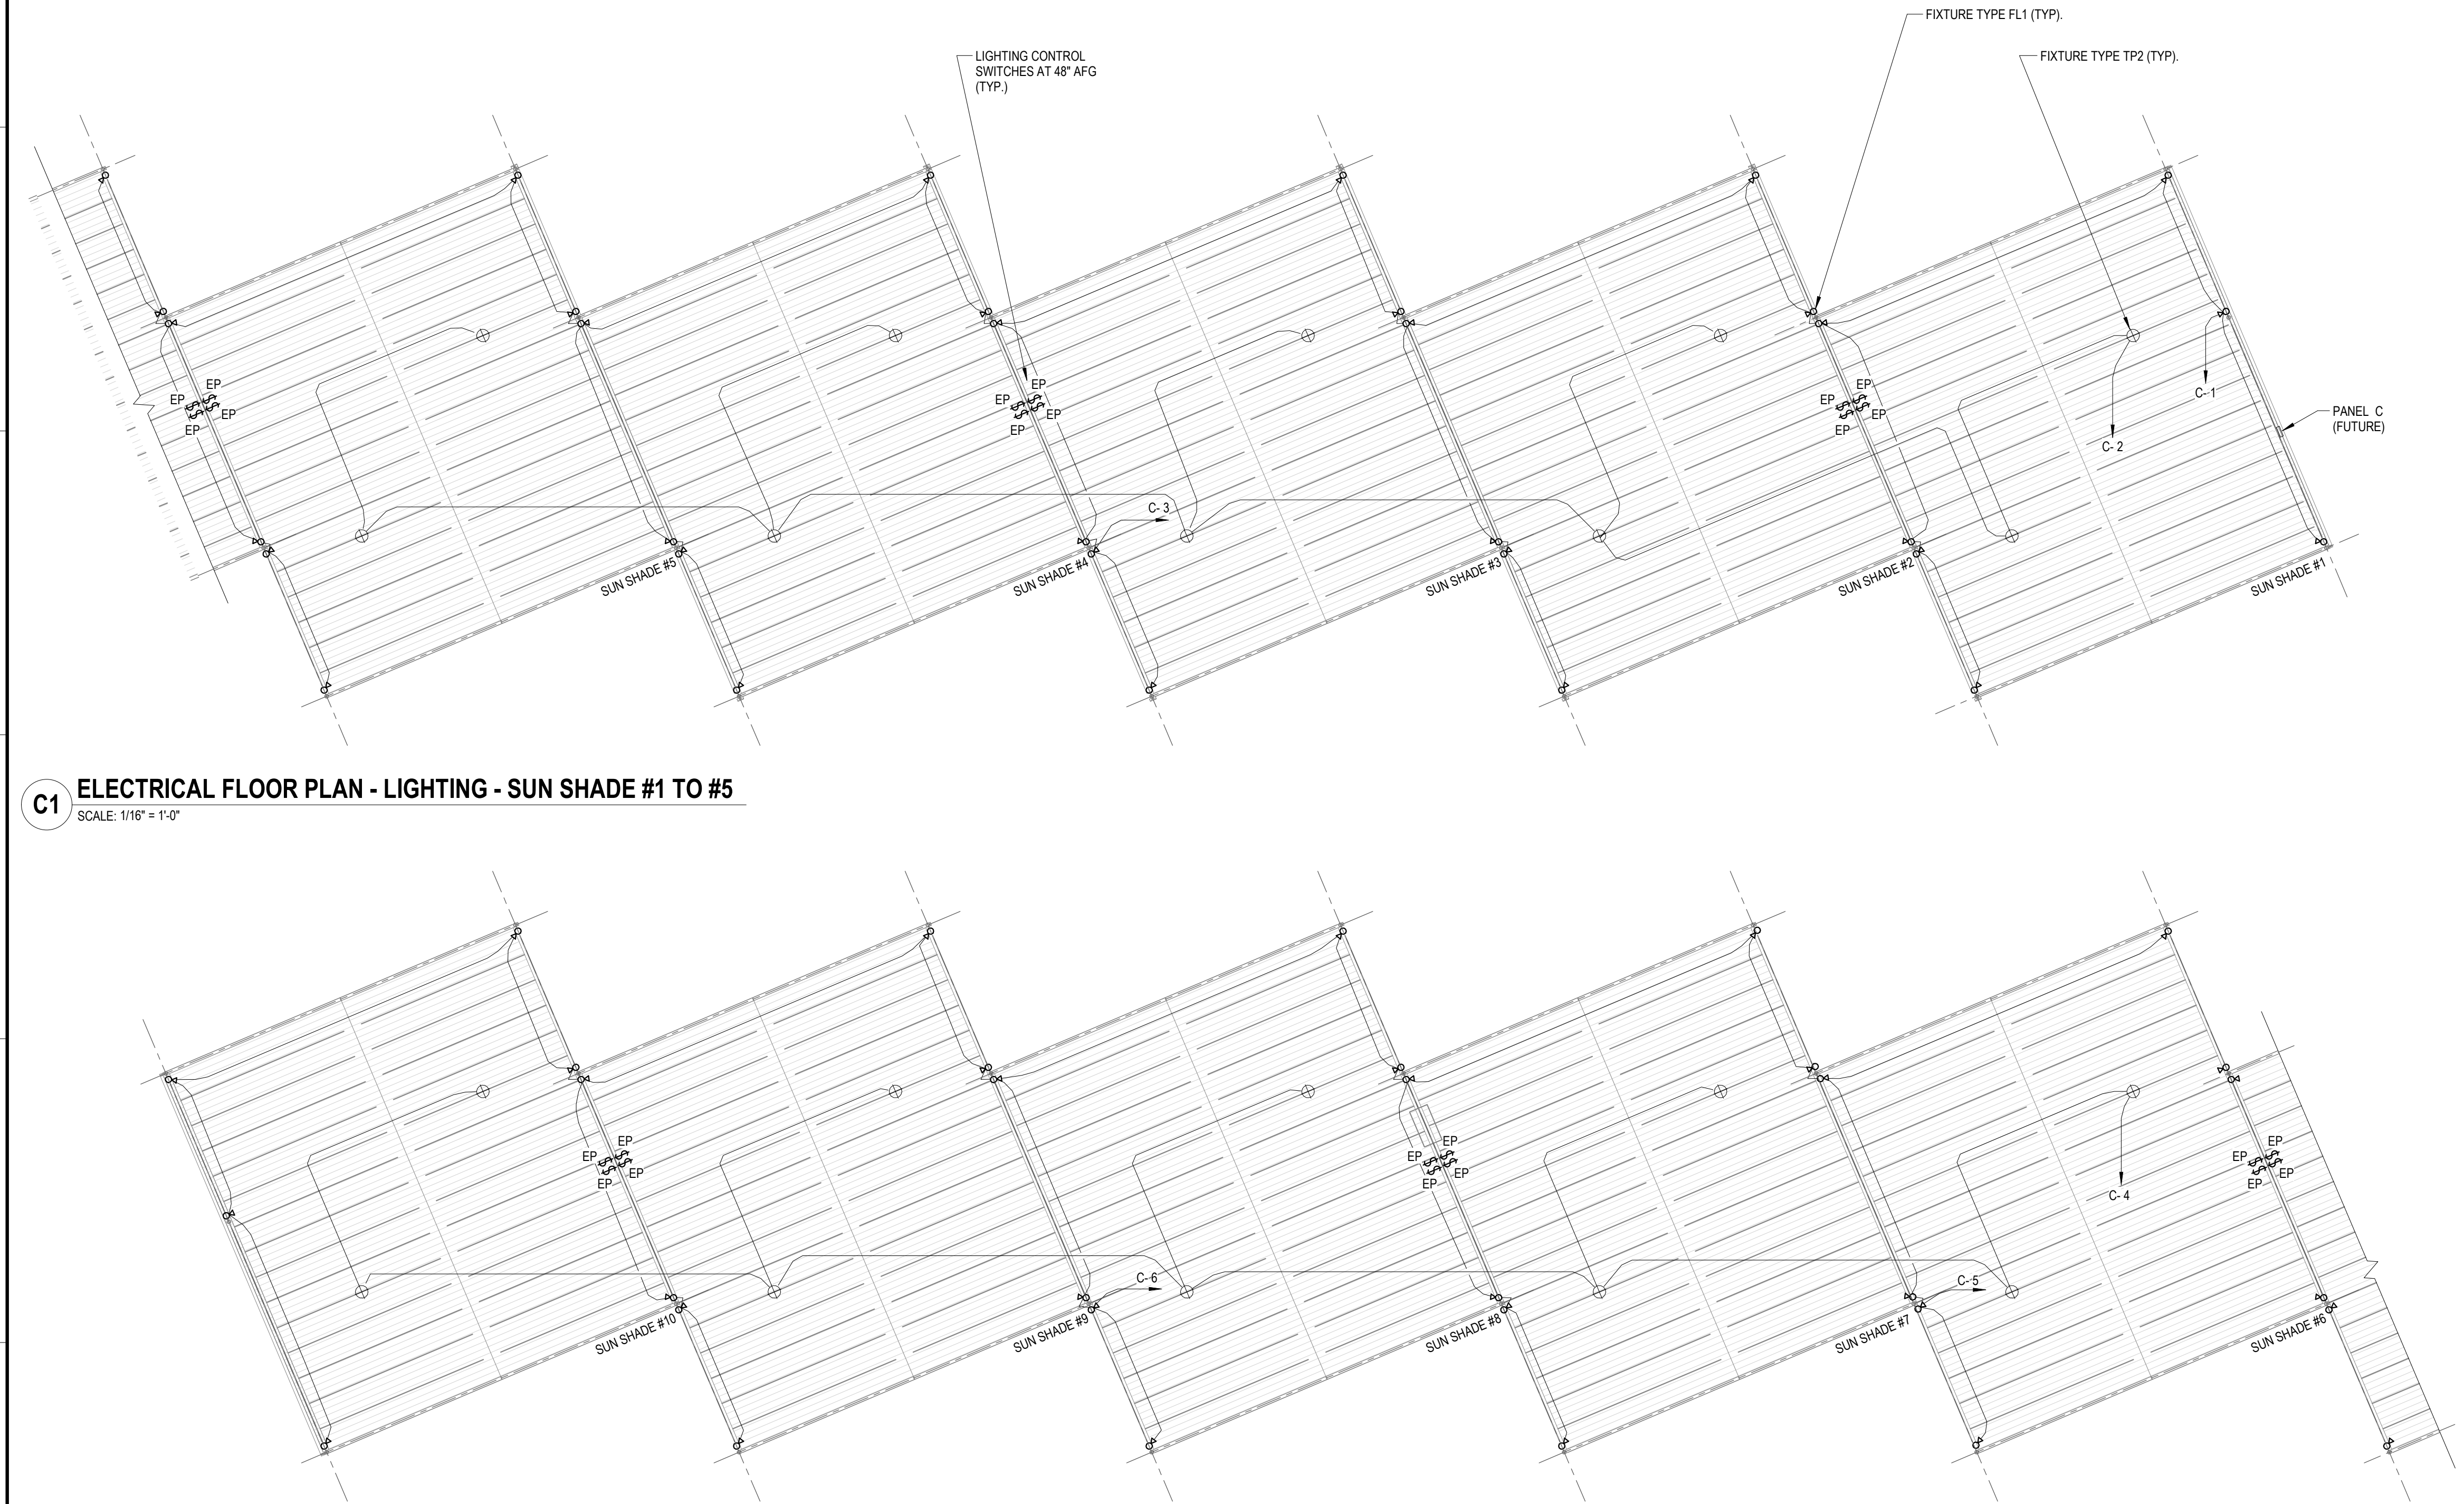 FIXTURE TYPE FL1 (TYP).
LIGHTING CONTROL
SWITCHES AT 48" AFG
(TYP.)
FIXTURE TYPE TP2 (TYP).
EP
EP
EP
EP
EP
EP
EP
EP
EP
EP
EP
EP
C- 1
PANEL C
(FUTURE)
C- 2
C- 3
SUN SHADE #5
SUN SHADE #4
SUN SHADE #3
SUN SHADE #2
SUN SHADE #1
C1
ELECTRICAL FLOOR PLAN - LIGHTING - SUN SHADE #1 TO #5
SCALE: 1/16" = 1'-0"
EP
EP
EP
EP
EP
EP
EP
EP
EP
EP
EP
EP
C- 4
C- 6
C- 5
SUN SHADE #10
SUN SHADE #9
SUN SHADE #8
SUN SHADE #7
SUN SHADE #6